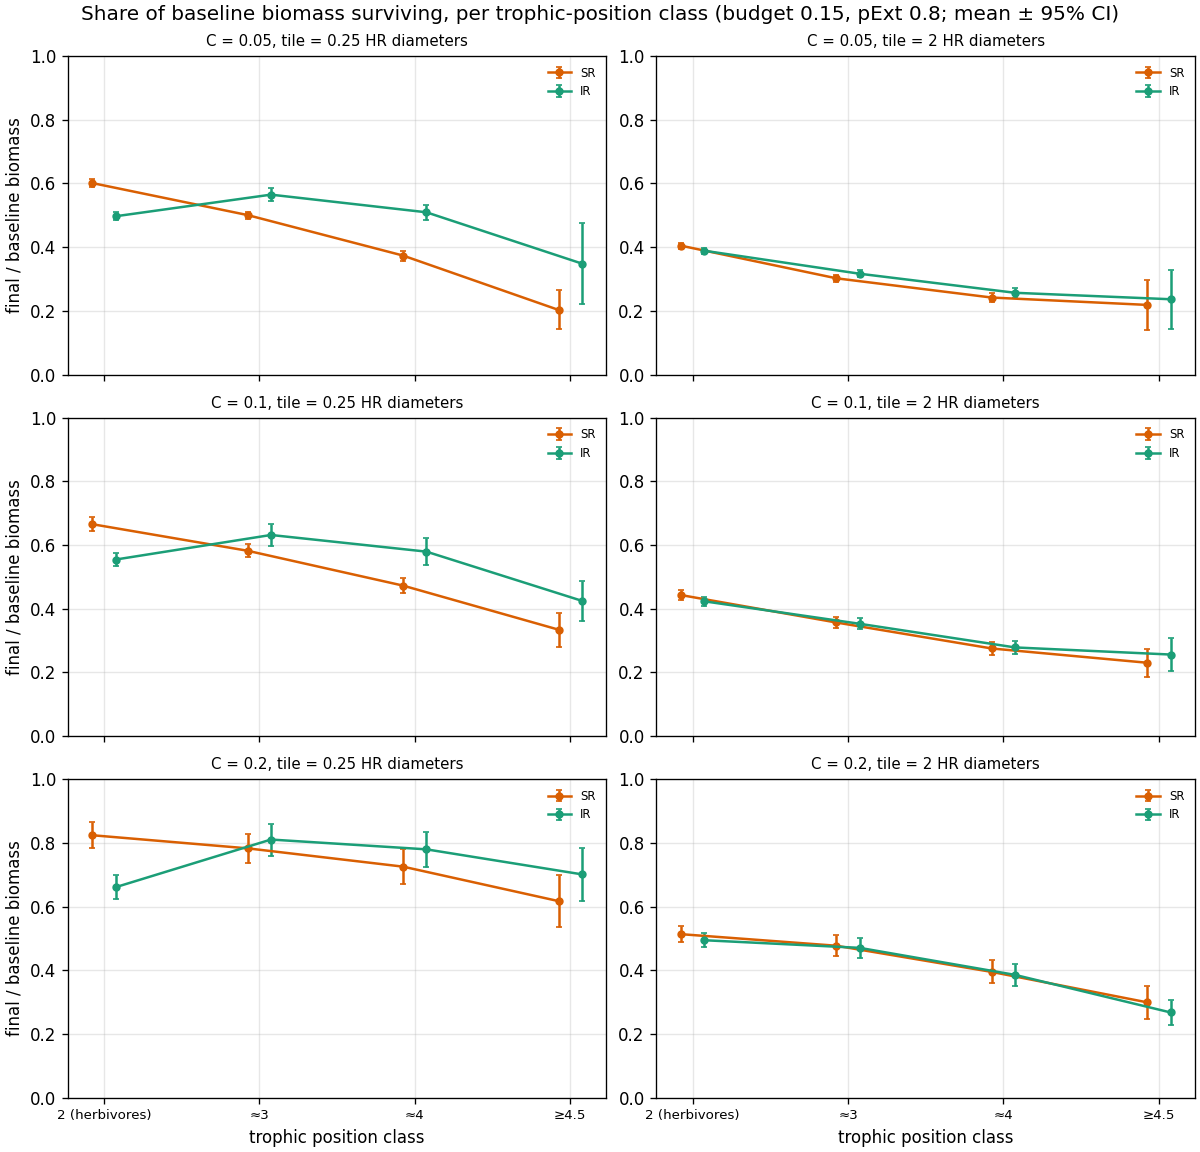 Share of baseline biomass surviving, per trophic-position class (budget 0.15, pExt 0.8; mean ± 95% CI)
C = 0.05, tile = 0.25 HR diameters
1.0
0.8
0.6
0.4
0.2
0.0
final / baseline biomass
SR
IR
C = 0.05, tile = 2 HR diameters
1.0
0.8
0.6
0.4
0.2
0.0
SR
IR
C = 0.1, tile = 0.25 HR diameters
1.0
0.8
0.6
0.4
0.2
0.0
final / baseline biomass
SR
IR
C = 0.1, tile = 2 HR diameters
1.0
0.8
0.6
0.4
0.2
0.0
SR
IR
C = 0.2, tile = 0.25 HR diameters
1.0
0.8
0.6
0.4
0.2
0.0
final / baseline biomass
SR
IR
2 (herbivores)
≈3
≈4
≥4.5
trophic position class
C = 0.2, tile = 2 HR diameters
1.0
0.8
0.6
0.4
0.2
0.0
SR
IR
2 (herbivores)
≈3
≈4
≥4.5
trophic position class